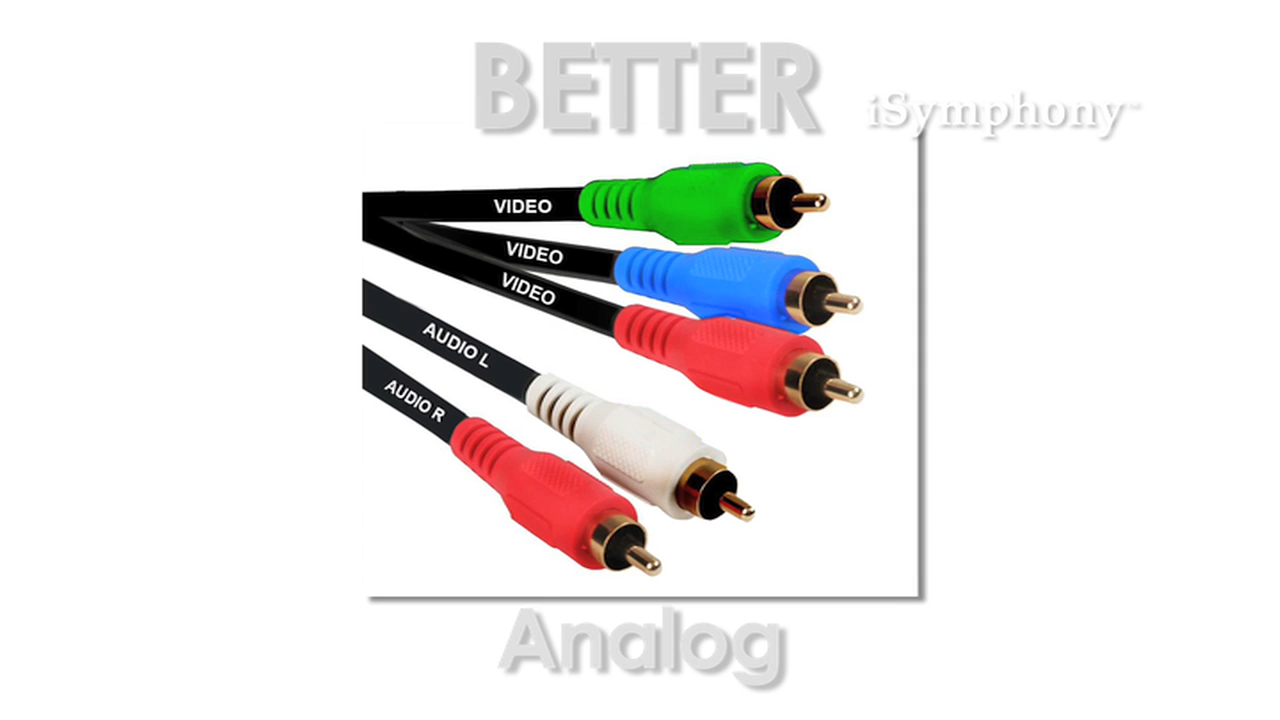 BETTER
iSymphony™
VIDEO
VIDEO
VIDEO
AUDIO L
AUDIO R
Analog